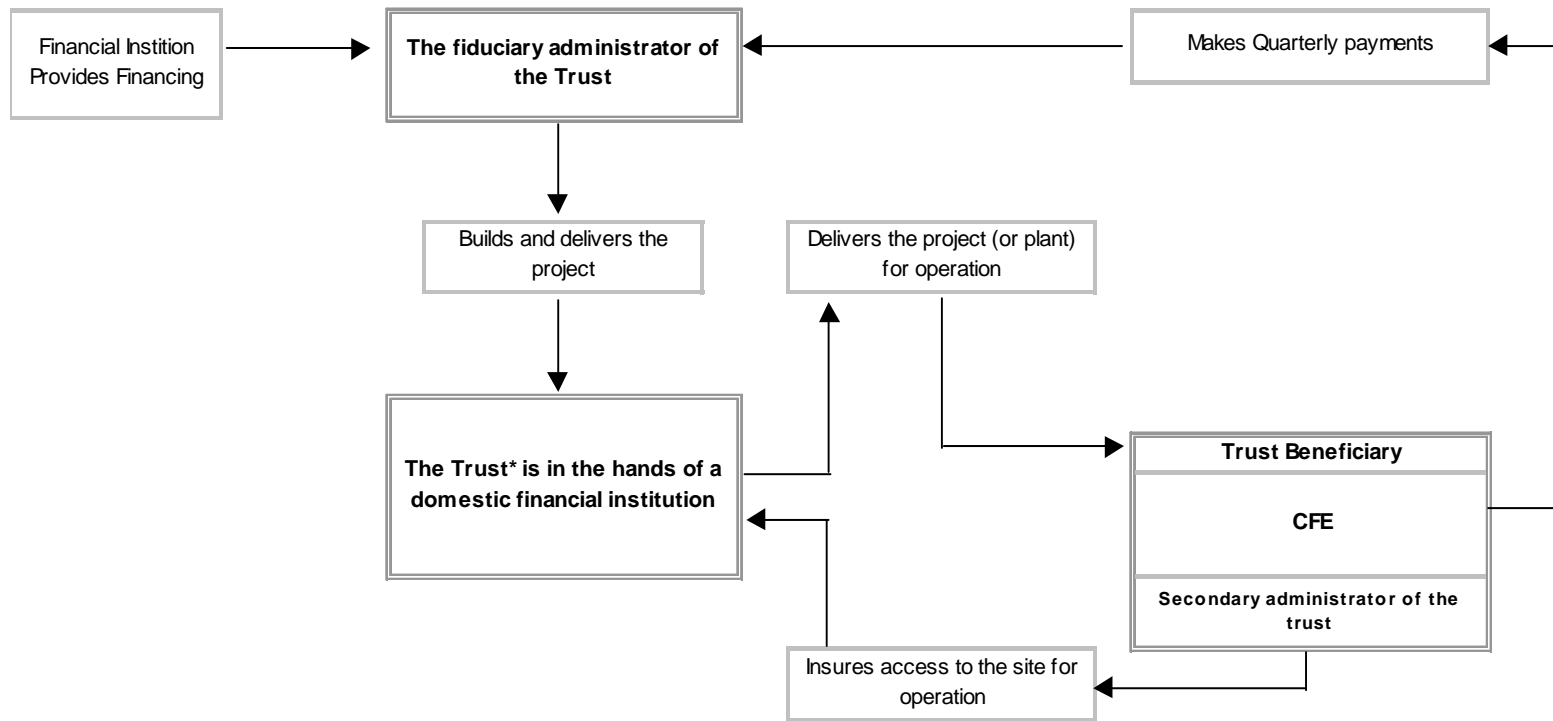 Financial Instition
Provides Financing
The fiduciary administrator of
the Trust
Makes Quarterly payments
Builds and delivers the
project
Delivers the project (or plant)
for operation
The Trust* is in the hands of a
domestic financial institution
Trust Beneficiary
CFE
Secondary administrator of the
trust
Insures access to the site for
operation